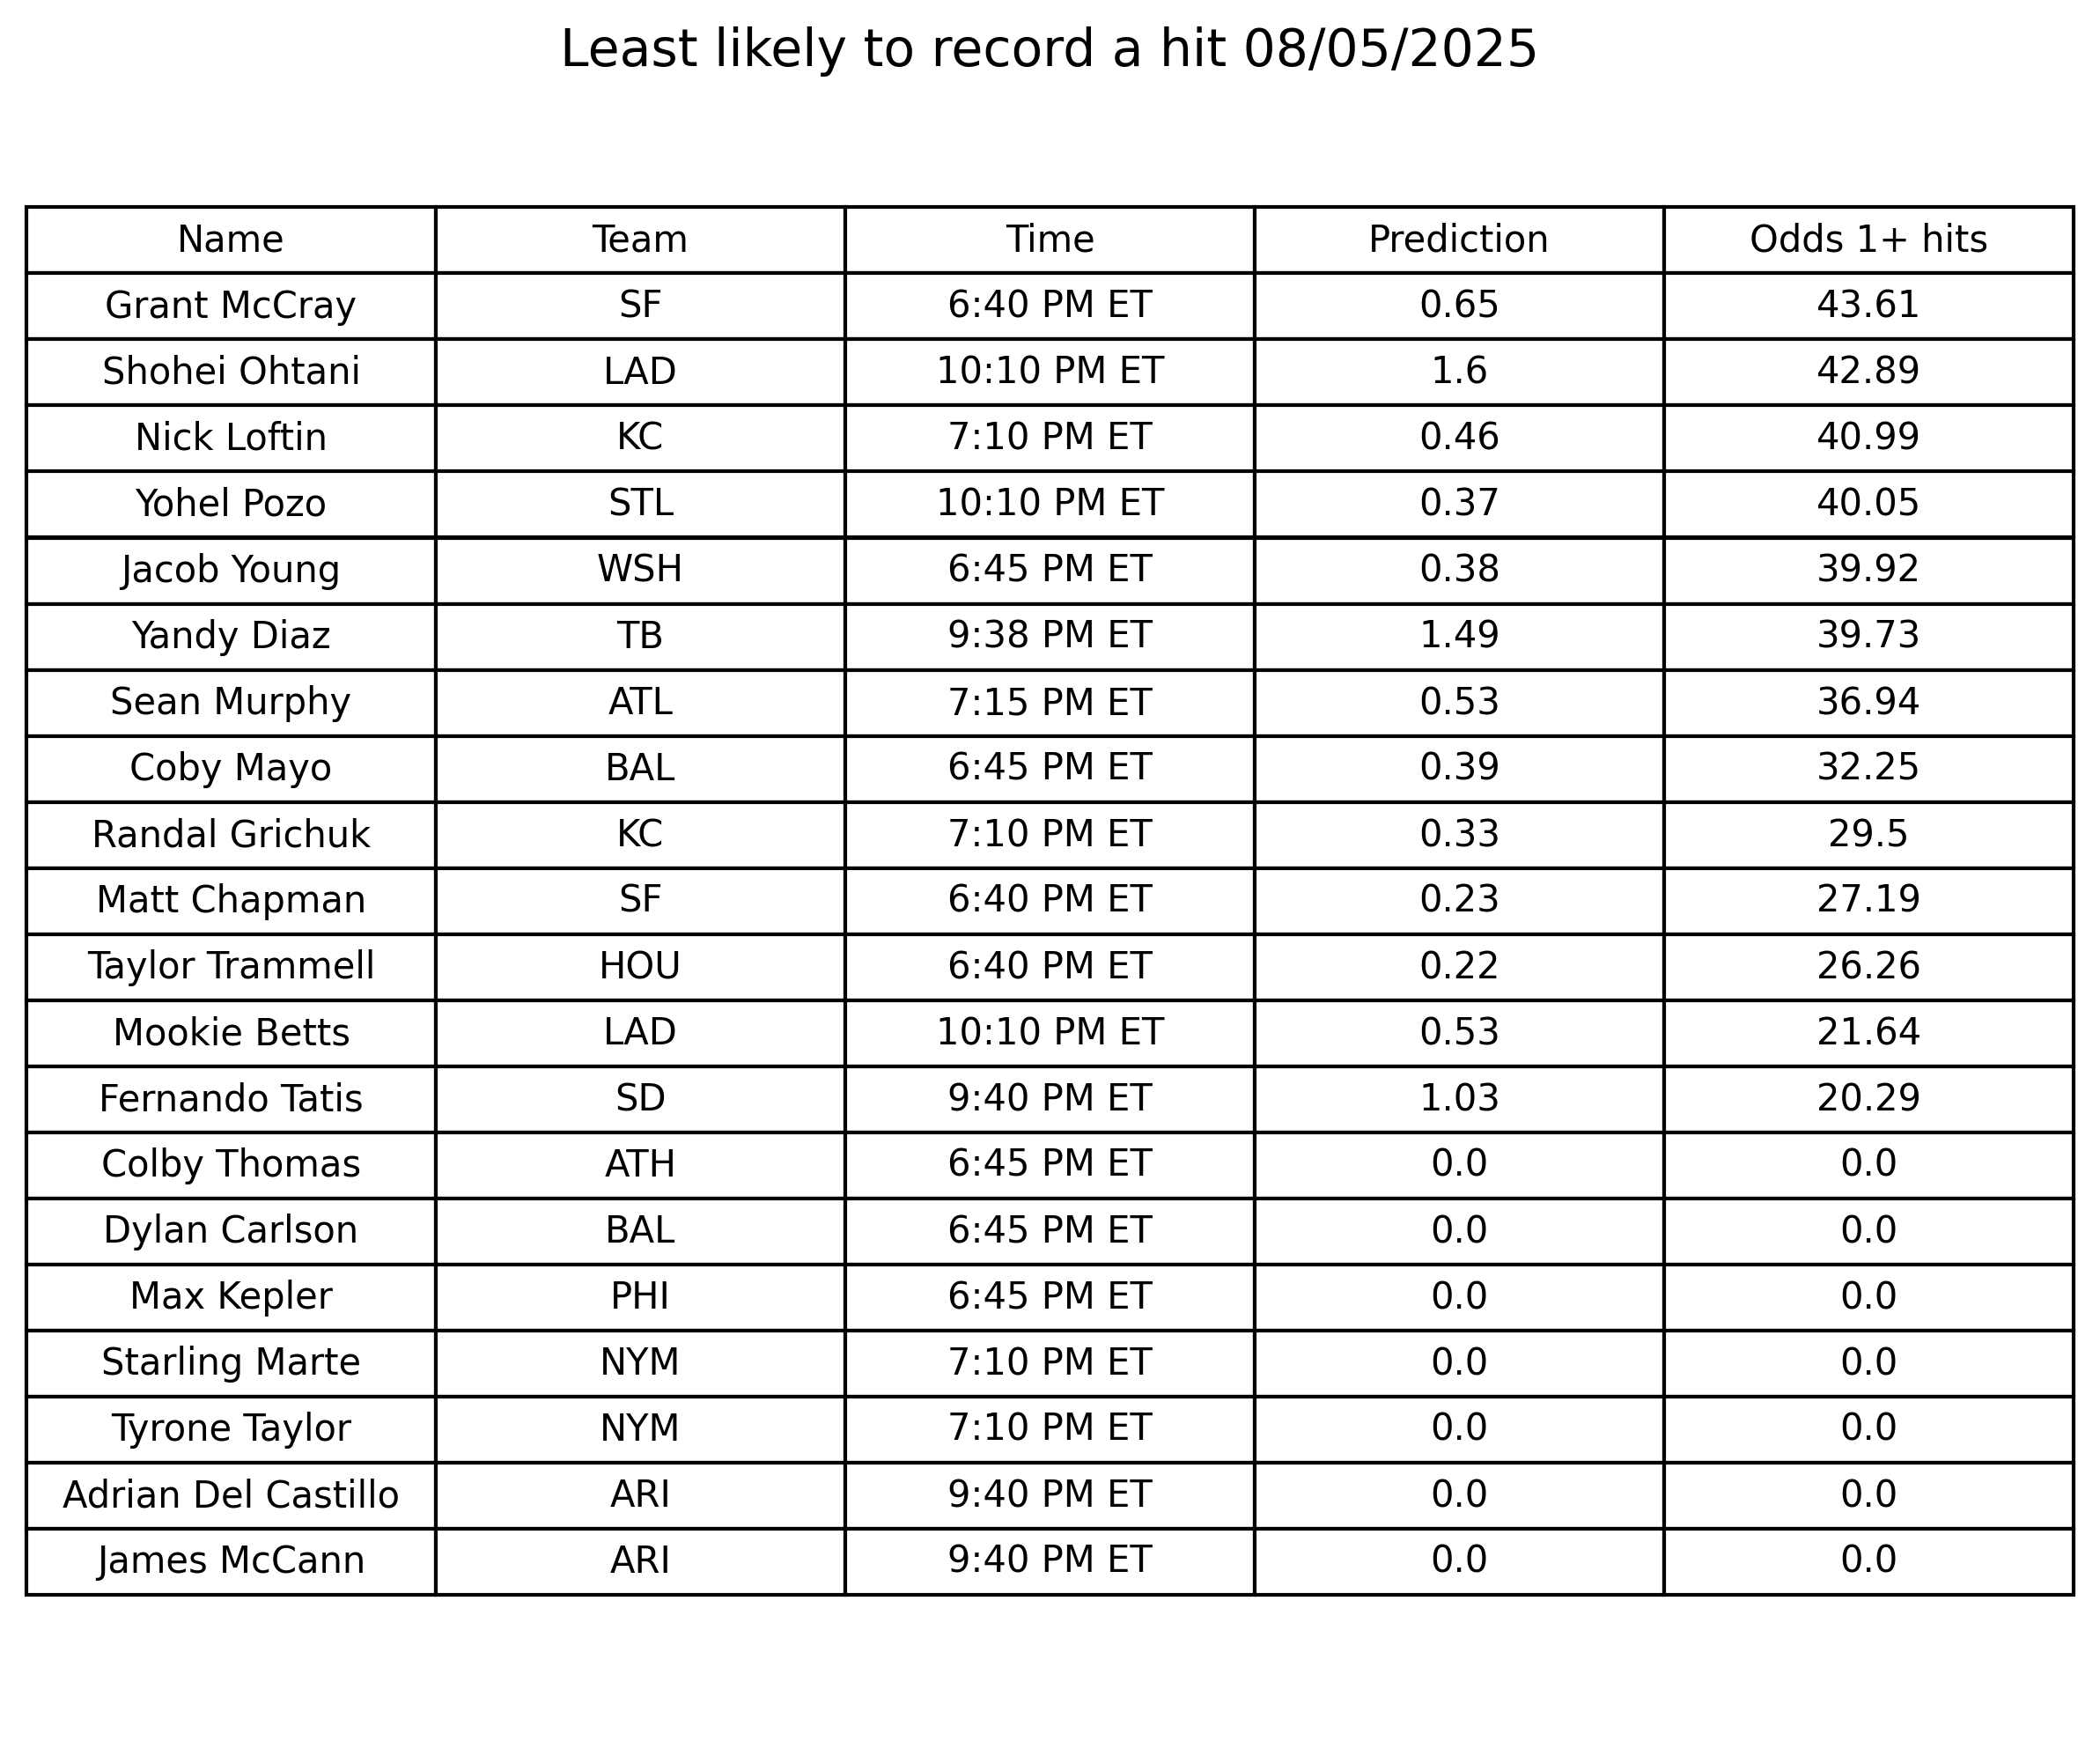 Least likely to record a hit 08/05/2025
Name Team Time Prediction Odds 1+ hits
Grant McCray SF 6:40 PM ET 0.65 43.61
Shohei Ohtani LAD 10:10 PM ET 1.6 42.89
Nick Loftin KC 7:10 PM ET 0.46 40.99
Yohel Pozo STL 10:10 PM ET 0.37 40.05
Jacob Young WSH 6:45 PM ET 0.38 39.92
Yandy Diaz TB 9:38 PM ET 1.49 39.73
Sean Murphy ATL 7:15 PM ET 0.53 36.94
Coby Mayo BAL 6:45 PM ET 0.39 32.25
Randal Grichuk KC 7:10 PM ET 0.33 29.5
Matt Chapman SF 6:40 PM ET 0.23 27.19
Taylor Trammell HOU 6:40 PM ET 0.22 26.26
Mookie Betts LAD 10:10 PM ET 0.53 21.64
Fernando Tatis SD 9:40 PM ET 1.03 20.29
Colby Thomas ATH 6:45 PM ET 0.0 0.0
Dylan Carlson BAL 6:45 PM ET 0.0 0.0
Max Kepler PHI 6:45 PM ET 0.0 0.0
Starling Marte NYM 7:10 PM ET 0.0 0.0
Tyrone Taylor NYM 7:10 PM ET 0.0 0.0
Adrian Del Castillo ARI 9:40 PM ET 0.0 0.0
James McCann ARI 9:40 PM ET 0.0 0.0